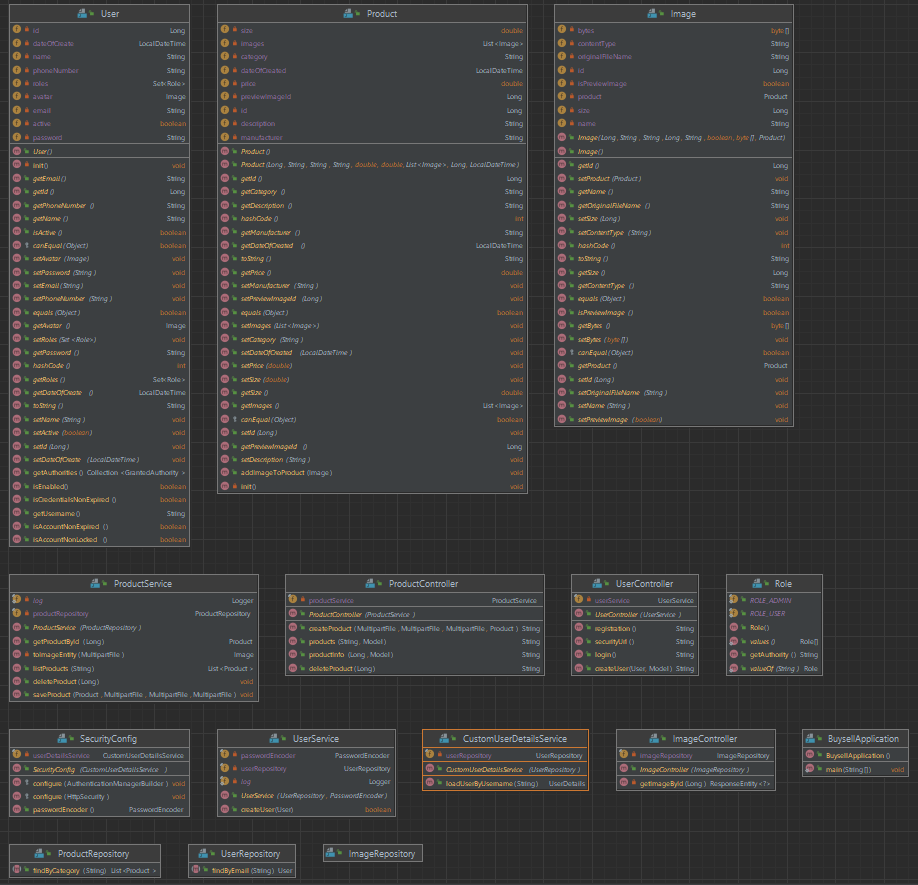 User
id Long
dateOfCreate LocalDateTime
name String
phoneNumber String
roles Set<Role>
avatar Image
email String
active boolean
password String
User()
init() void
getEmail() String
getId() Long
getPhoneNumber () String
getName () String
isActive () boolean
canEqual (Object) boolean
setAvatar (Image) void
setPassword (String) void
setEmail (String) void
setPhoneNumber (String) void
equals (Object) boolean
getAvatar () Image
setRoles (Set <Role>) void
getPassword () String
hashCode () int
getRoles () Set<Role>
getDateOfCreate () LocalDateTime
toString () String
setName (String) void
setActive (boolean) void
setId (Long) void
setDateOfCreate (LocalDateTime) void
getAuthorities () Collection <GrantedAuthority >
isEnabled() boolean
isCredentialsNonExpired () boolean
getUsername() String
isAccountNonExpired () boolean
isAccountNonLocked () boolean
Product
size double
images List <Image>
category String
dateOfCreated LocalDateTime
price double
previewImageId Long
id Long
description String
manufacturer String
Product ()
Product (Long, String, String, String, double, double, List <Image>, Long, LocalDateTime)
getId () Long
getCategory () String
getDescription () String
hashCode () int
getManufacturer () String
getDateOfCreated () LocalDateTime
toString () String
getPrice () double
setManufacturer (String) void
setPreviewImageId (Long) void
equals (Object) boolean
setImages (List <Image>) void
setCategory (String) void
setDateOfCreated (LocalDateTime) void
setPrice (double) void
setSize (double) void
getSize () double
getImages () List <Image>
canEqual (Object) boolean
setId (Long) void
getPreviewImageId () Long
setDescription (String) void
addImageToProduct (Image) void
init() void
Image
bytes byte[]
contentType String
originalFileName String
id Long
isPreviewImage boolean
product Product
size Long
name String
Image (Long, String, String, Long, String, boolean, byte [], Product)
Image ()
getId () Long
setProduct (Product) void
getName () String
getOriginalFileName () String
setSize (Long) void
setContentType (String) void
hashCode () int
toString () String
getSize () Long
getContentType () String
equals (Object) boolean
isPreviewImage () boolean
getBytes () byte[]
setBytes (byte []) void
canEqual (Object) boolean
getProduct () Product
setId (Long) void
setOriginalFileName (String) void
setName (String) void
setPreviewImage (boolean) void
ProductService
log Logger
productRepository ProductRepository
ProductService (ProductRepository)
getProductById (Long) Product
toImageEntity (MultipartFile) Image
listProducts (String) List <Product >
deleteProduct (Long) void
saveProduct (Product, MultipartFile, MultipartFile, MultipartFile) void
ProductController
productService ProductService
ProductController (ProductService )
createProduct (MultipartFile, MultipartFile, MultipartFile, Product ) String
products (String, Model) String
productInfo (Long, Model) String
deleteProduct (Long) String
UserController
userService UserService
UserController (UserService )
registration () String
securityUrl () String
login() String
createUser(User, Model) String
Role
ROLE_ADMIN
ROLE_USER
Role()
values () Role[]
getAuthority () String
valueOf (String ) Role
SecurityConfig
userDetailsService CustomUserDetailsService
SecurityConfig (CustomUserDetailsService )
configure (AuthenticationManagerBuilder ) void
configure (HttpSecurity ) void
passwordEncoder () PasswordEncoder
UserService
passwordEncoder PasswordEncoder
userRepository UserRepository
log Logger
UserService (UserRepository, PasswordEncoder)
createUser(User) boolean
CustomUserDetailsService
userRepository UserRepository
CustomUserDetailsService (UserRepository )
loadUserByUsername (String) UserDetails
ImageController
imageRepository ImageRepository
ImageController (ImageRepository )
getImageById (Long ) ResponseEntity <?>
BuysellApplication
BuysellApplication ()
main(String[]) void
ProductRepository
findByCategory (String) List <Product >
UserRepository
findByEmail (String) User
ImageRepository